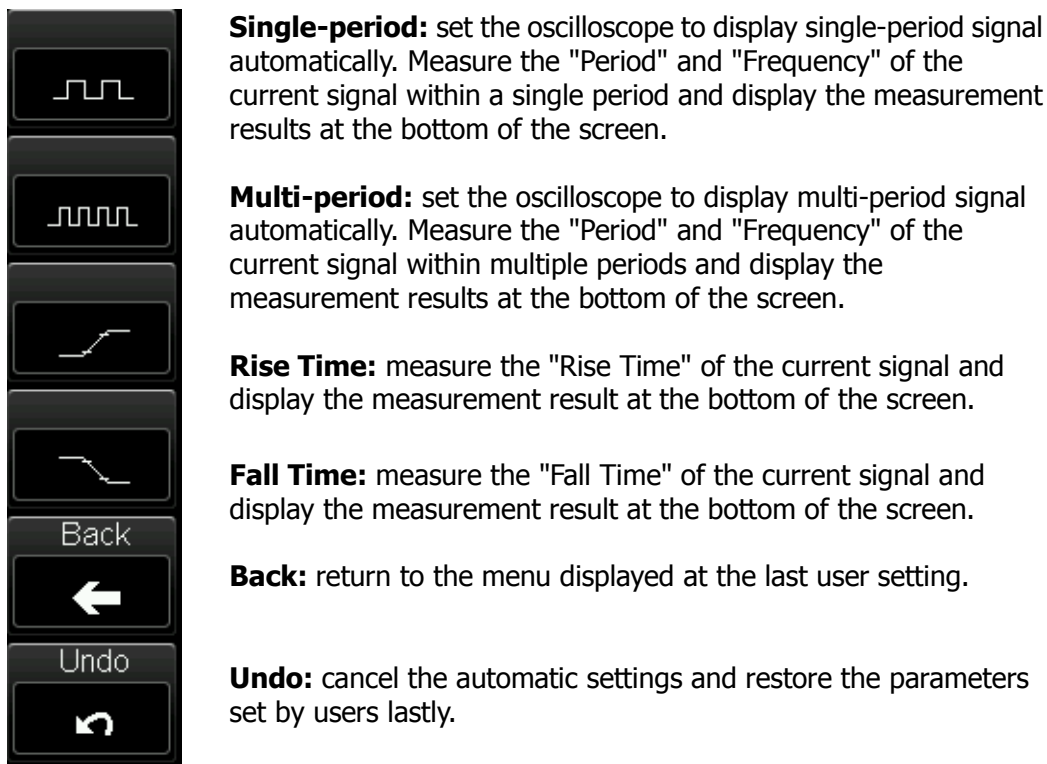 Single-period: set the oscilloscope to display single-period signal
automatically. Measure the "Period" and "Frequency" of the
current signal within a single period and display the measurement
results at the bottom of the screen.
Multi-period: set the oscilloscope to display multi-period signal
automatically. Measure the "Period" and "Frequency" of the
current signal within multiple periods and display the
measurement results at the bottom of the screen.
Rise Time: measure the "Rise Time" of the current signal and
display the measurement result at the bottom of the screen.
Fall Time: measure the "Fall Time" of the current signal and
display the measurement result at the bottom of the screen.
Back
Back: return to the menu displayed at the last user setting.
Undo
Undo: cancel the automatic settings and restore the parameters
set by users lastly.